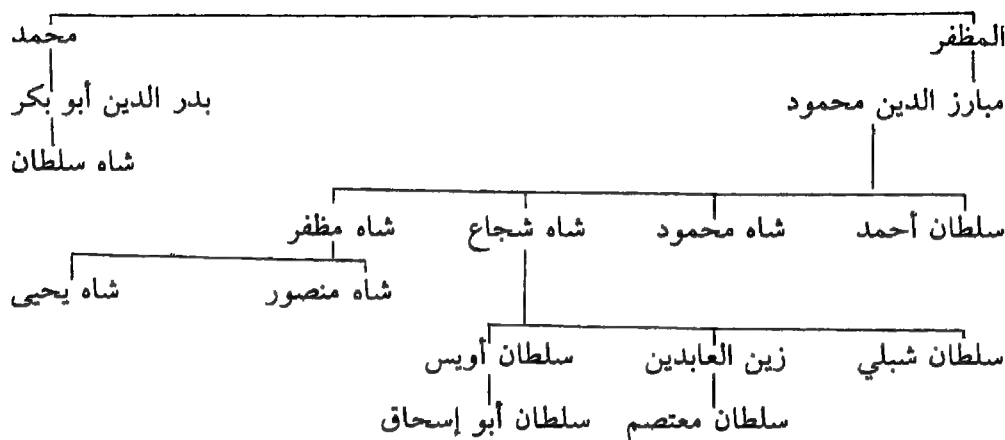 المظفر محمد
مبارز الدين محمود بدر الدين أبو بكر
شاه سلطان
سلطان أحمد شاه محمود شاه شجاع شاه مظفر
شاه منصور شاه يحيى
سلطان شبلي زين العابدين سلطان أويس
سلطان معتصم سلطان أبو إسحاق